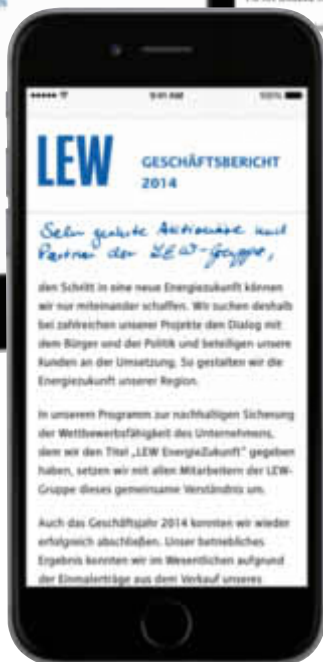 9:41 AM 100%
LEW
GESCHÄFTSBERICHT
2014
Sehr geehrte Aktionäre und
Partner der LEW-Gruppe,
den Schritt in eine neue Energiezukunft können
wir nur miteinander schaffen. Wir suchen deshalb
bei zahlreichen unserer Projekte den Dialog mit
dem Bürger und der Politik und beteiligen unsere
Kunden an der Umsetzung. So gestalten wir die
Energiezukunft unserer Region.
In unserem Programm zur nachhaltigen Sicherung
der Wettbewerbsfähigkeit des Unternehmens,
dem wir den Titel „LEW EnergieZukunft“ gegeben
haben, setzen wir mit allen Mitarbeitern der LEW-
Gruppe dieses gemeinsame Verständnis um.
Auch das Geschäftsjahr 2014 konnten wir wieder
erfolgreich abschließen. Unser betriebliches
Ergebnis konnten wir im Wesentlichen aufgrund
der Einmalerträge aus dem Verkauf unseres